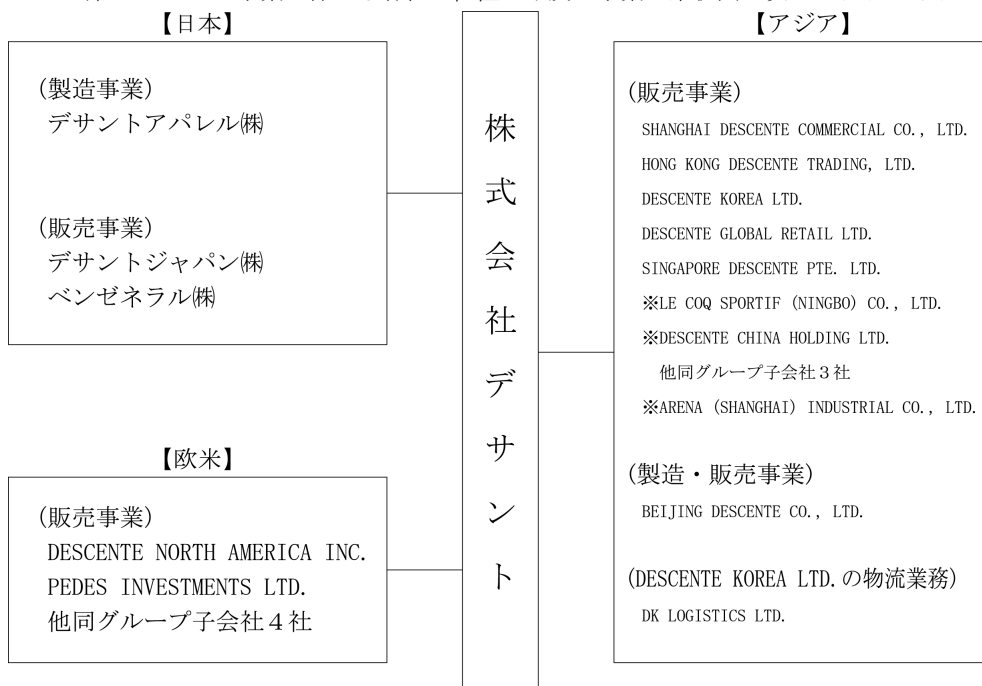 【日本】
(製造事業)
デサントアパレル㈱
(販売事業)
デサントジャパン㈱
ベンゼネラル㈱
【欧米】
(販売事業)
DESCENTE NORTH AMERICA INC.
PEDES INVESTMENTS LTD.
他同グループ子会社4社
株式会社デサント
【アジア】
(販売事業)
SHANGHAI DESCENTE COMMERCIAL CO., LTD.
HONG KONG DESCENTE TRADING, LTD.
DESCENTE KOREA LTD.
DESCENTE GLOBAL RETAIL LTD.
SINGAPORE DESCENTE PTE. LTD.
※LE COQ SPORTIF (NINGBO) CO., LTD.
※DESCENTE CHINA HOLDING LTD.
他同グループ子会社3社
※ARENA (SHANGHAI) INDUSTRIAL CO., LTD.
(製造・販売事業)
BEIJING DESCENTE CO., LTD.
(DESCENTE KOREA LTD.の物流業務)
DK LOGISTICS LTD.